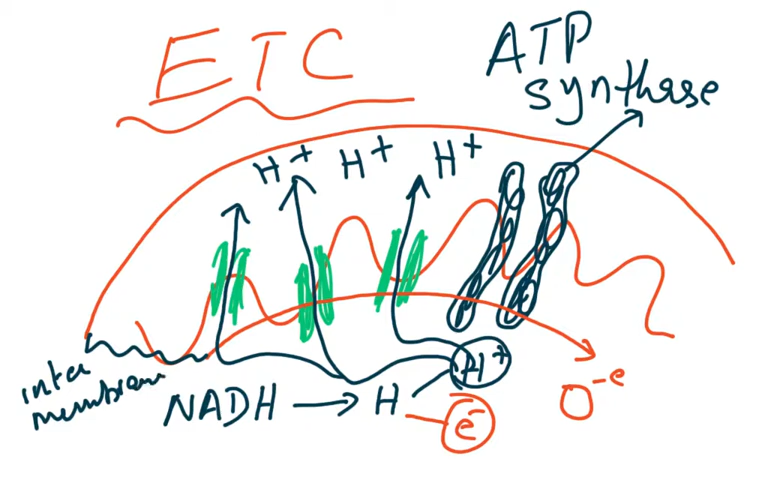 ETC
ATP
synthase
H+ H+ H+
inter
membrane
NADH → H
H+
e-
O-e